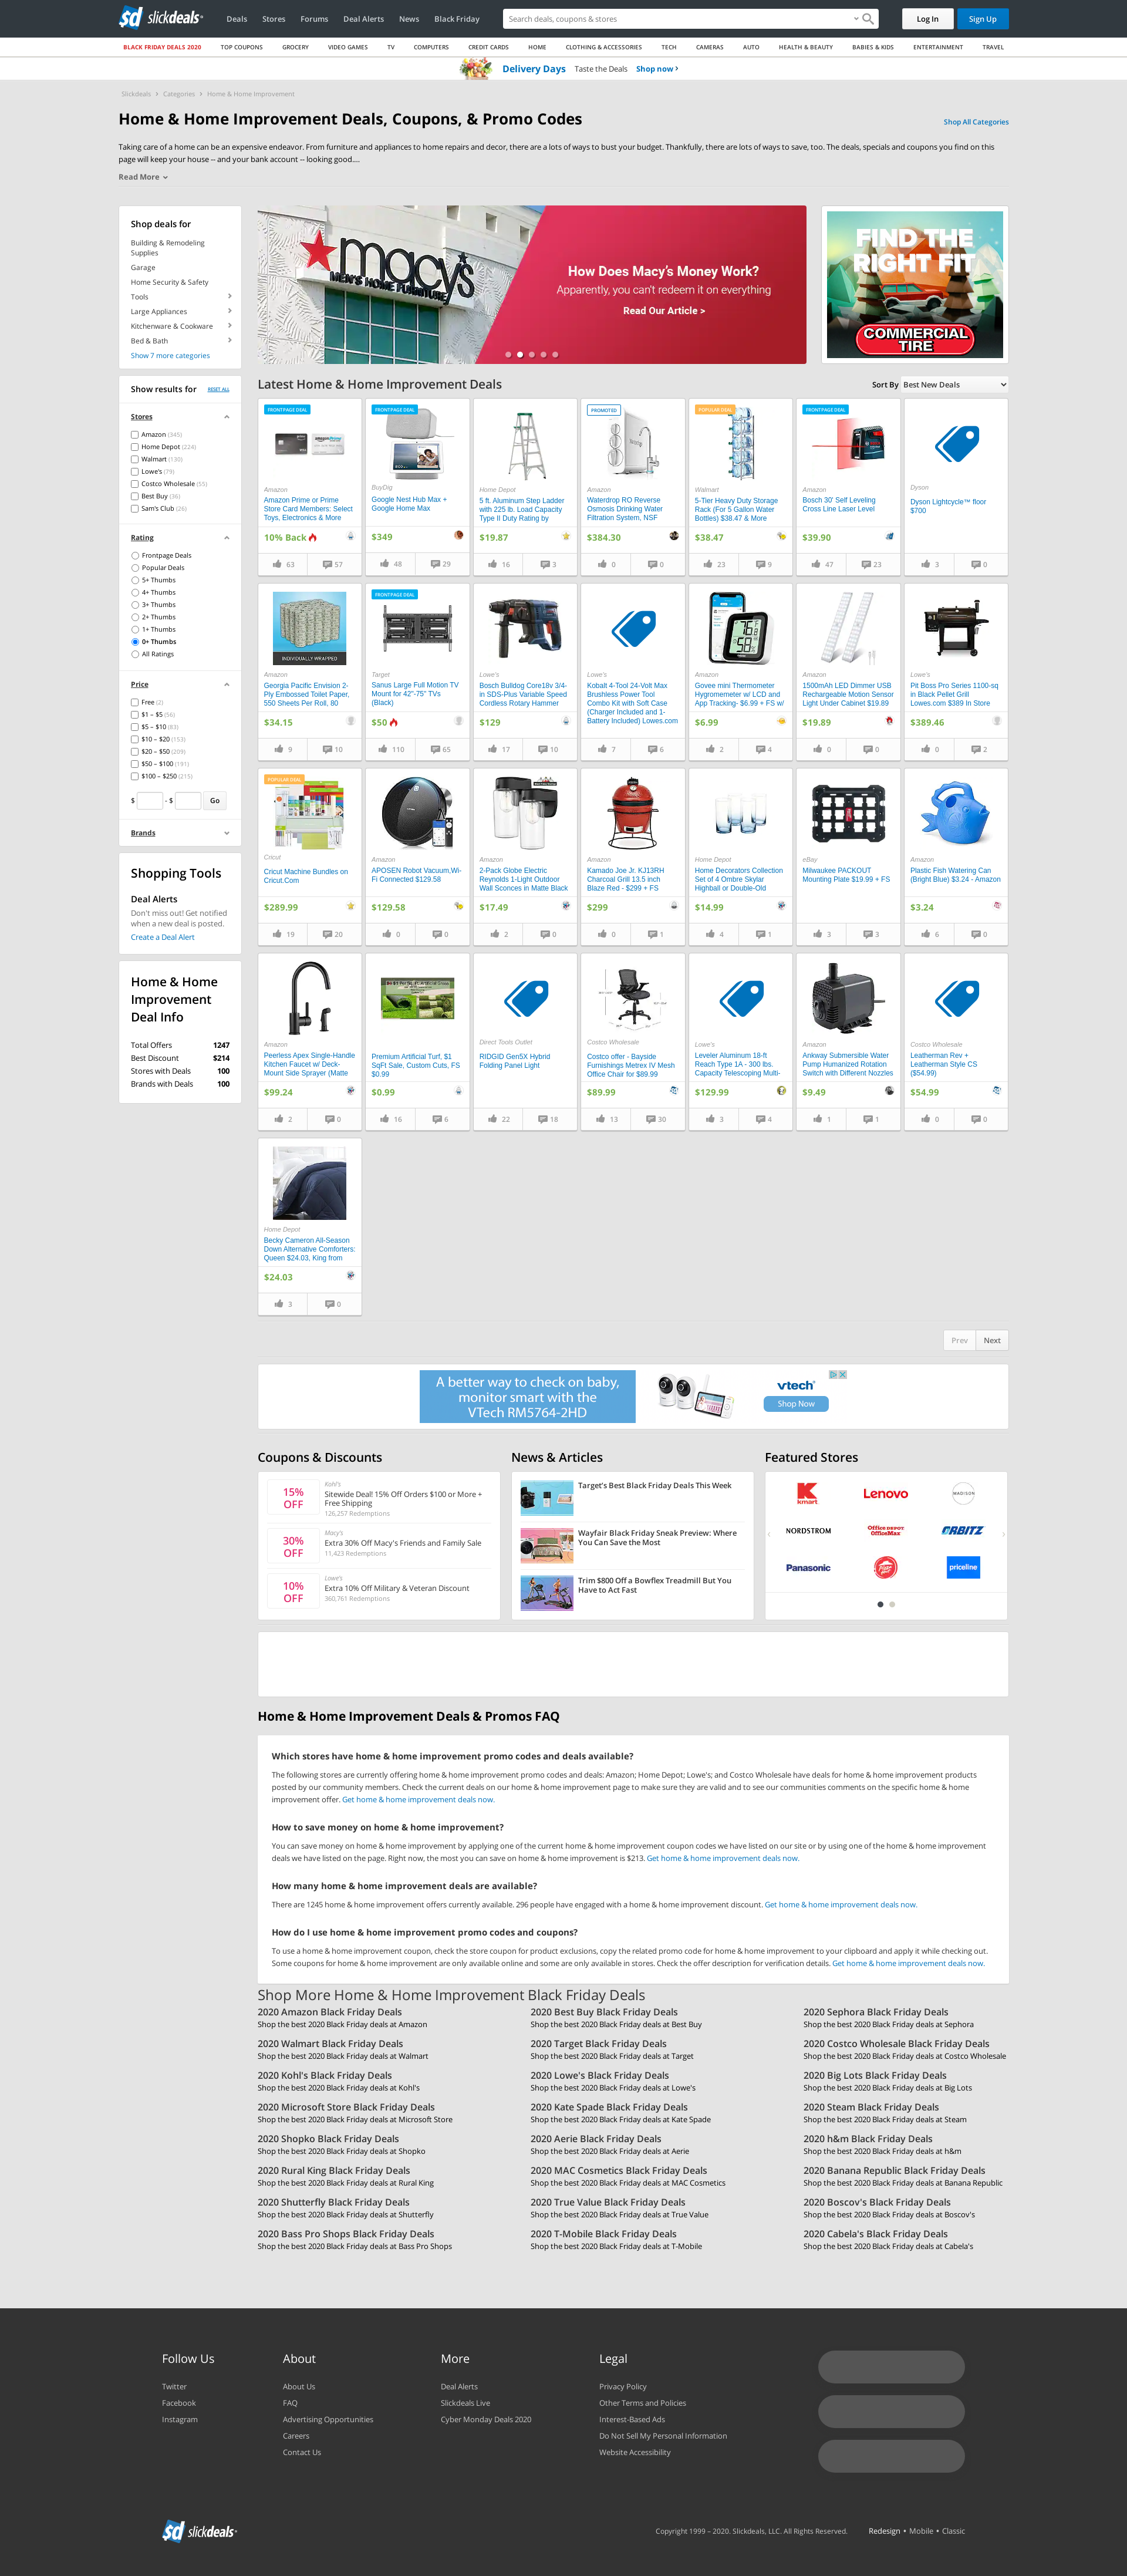 sd slickdeals
Deals Stores Forums Deal Alerts News Black Friday
Search deals, coupons & stores
Log In
Sign Up
BLACK FRIDAY DEALS 2020 TOP COUPONS GROCERY VIDEO GAMES TV COMPUTERS CREDIT CARDS HOME CLOTHING & ACCESSORIES TECH CAMERAS AUTO HEALTH & BEAUTY BABIES & KIDS ENTERTAINMENT TRAVEL
Delivery Days Taste the Deals Shop now
Slickdeals Categories Home & Home Improvement
Home & Home Improvement Deals, Coupons, & Promo Codes
Shop All Categories
Taking care of a home can be an expensive endeavor. From furniture and appliances to home repairs and decor, there are a lot of ways to bust your budget. Thankfully, there are lots of ways to save, too. The deals, specials and coupons you find on this
page will keep your house -- and your bank account -- looking good....
Read More
Shop deals for
Building & Remodeling
Supplies
Garage
Home Security & Safety
Tools
Large Appliances
Kitchenware & Cookware
Bed & Bath
Show 7 more categories
Show results for RESET ALL
Stores
Amazon (345)
Home Depot (224)
Walmart (130)
Lowe's (79)
Costco Wholesale (55)
Best Buy (36)
Sam's Club (26)
Rating
Frontpage Deals
Popular Deals
5+ Thumbs
4+ Thumbs
3+ Thumbs
2+ Thumbs
1+ Thumbs
0+ Thumbs
All Ratings
Price
Free (2)
$1 – $5 (56)
$5 – $10 (83)
$10 – $20 (153)
$20 – $50 (209)
$50 – $100 (191)
$100 – $250 (215)
$ - $ Go
Brands
Shopping Tools
Deal Alerts
Don't miss out! Get notified
when a new deal is posted.
Create a Deal Alert
Home & Home
Improvement
Deal Info
Total Offers 1247
Best Discount $214
Stores with Deals 100
Brands with Deals 100
macys
MEN'S HOME FURNITURE
How Does Macy's Money Work?
Apparently, you can't redeem it on everything
Read Our Article >
FIND THE
RIGHT FIT
COMMERCIAL
TIRE
Latest Home & Home Improvement Deals
Sort By Best New Deals
FRONTPAGE DEAL
Amazon
Amazon Prime or Prime
Store Card Members: Select
Toys, Electronics & More
10% Back
63 57
FRONTPAGE DEAL
BuyDig
Google Nest Hub Max +
Google Home Max
$349
48 29
Home Depot
5 ft. Aluminum Step Ladder
with 225 lb. Load Capacity
Type II Duty Rating by
$19.87
16 3
PROMOTED
Amazon
Waterdrop RO Reverse
Osmosis Drinking Water
Filtration System, NSF
$384.30
0 0
POPULAR DEAL
Walmart
5-Tier Heavy Duty Storage
Rack (For 5 Gallon Water
Bottles) $38.47 & More
$38.47
23 9
FRONTPAGE DEAL
Amazon
Bosch 30' Self Leveling
Cross Line Laser Level
$39.90
47 23
Dyson
Dyson Lightcycle™ floor
$700
3 0
INDIVIDUALLY WRAPPED
Amazon
Georgia Pacific Envision 2-
Ply Embossed Toilet Paper,
550 Sheets Per Roll, 80
$34.15
9 10
FRONTPAGE DEAL
Target
Sanus Large Full Motion TV
Mount for 42"-75" TVs
(Black)
$50
110 65
Lowe's
Bosch Bulldog Core18v 3/4-
in SDS-Plus Variable Speed
Cordless Rotary Hammer
$129
17 10
Lowe's
Kobalt 4-Tool 24-Volt Max
Brushless Power Tool
Combo Kit with Soft Case
(Charger Included and 1-
Battery Included) Lowes.com
7 6
Amazon
Govee mini Thermometer
Hygrometer w/ LCD and
App Tracking- $6.99 + FS w/
$6.99
2 4
Amazon
1500mAH LED Dimmer USB
Rechargeable Motion Sensor
Light Under Cabinet $19.89
$19.89
0 0
Lowe's
Pit Boss Pro Series 1100-sq
in Black Pellet Grill
Lowes.com $389 In Store
$389.46
0 2
POPULAR DEAL
Cricut
Cricut Machine Bundles on
Cricut.Com
$289.99
19 20
Amazon
APOSEN Robot Vacuum,Wi-
Fi Connected $129.58
$129.58
0 0
Amazon
2-Pack Globe Electric
Reynolds 1-Light Outdoor
Wall Sconces in Matte Black
$17.49
2 0
Amazon
Kamado Joe Jr. KJ13RH
Charcoal Grill 13.5 inch
Blaze Red - $299 + FS
$299
0 1
Home Depot
Home Decorators Collection
Set of 4 Ombre Skylar
Highball or Double-Old
$14.99
4 1
eBay
Milwaukee PACKOUT
Mounting Plate $19.99 + FS
3 3
Amazon
Plastic Fish Watering Can
(Bright Blue) $3.24 - Amazon
$3.24
6 0
Amazon
Peerless Apex Single-Handle
Kitchen Faucet w/ Deck-
Mount Side Sprayer (Matte
$99.24
2 0
Premium Artificial Turf, $1
SqFt Sale, Custom Cuts, FS
$0.99
$0.99
16 6
Direct Tools Outlet
RIDGID Gen5X Hybrid
Folding Panel Light
22 18
Costco Wholesale
Costco offer - Bayside
Furnishings Metrex IV Mesh
Office Chair for $89.99
$89.99
13 30
Lowe's
Leveler Aluminum 18-ft
Reach Type 1A - 300 lbs.
Capacity Telescoping Multi-
$129.99
3 4
Amazon
Ankway Submersible Water
Pump Humanized Rotation
Switch with Different Nozzles
$9.49
1 1
Costco Wholesale
Leatherman Rev +
Leatherman Style CS
($54.99)
$54.99
0 0
Home Depot
Becky Cameron All-Season
Down Alternative Comforters:
Queen $24.03, King from
$24.03
3 0
Prev Next
A better way to check on baby,
monitor smart with the
VTech RM5764-2HD
vtech
Shop Now
Coupons & Discounts
15%
OFF
Kohl's
Sitewide Deal! 15% Off Orders $100 or More +
Free Shipping
126,257 Redemptions
30%
OFF
Macy's
Extra 30% Off Macy's Friends and Family Sale
11,423 Redemptions
10%
OFF
Lowe's
Extra 10% Off Military & Veteran Discount
360,761 Redemptions
News & Articles
Target's Best Black Friday Deals This Week
Wayfair Black Friday Sneak Preview: Where
You Can Save the Most
Trim $800 Off a Bowflex Treadmill But You
Have to Act Fast
Featured Stores
kmart Lenovo MADISON
NORDSTROM Office DEPOT OfficeMax ORBITZ
Panasonic priceline
Home & Home Improvement Deals & Promos FAQ
Which stores have home & home improvement promo codes and deals available?
The following stores are currently offering home & home improvement promo codes and deals: Amazon; Home Depot; Lowe's; and Costco Wholesale have deals for home & home improvement products
posted by our community members. Check the current deals on our home & home improvement page to make sure they are valid and to see our communities comments on the specific home & home
improvement offer. Get home & home improvement deals now.
How to save money on home & home improvement?
You can save money on home & home improvement by applying one of the current home & home improvement coupon codes we have listed on our site or by using one of the home & home improvement
deals we have listed on the page. Right now, the most you can save on home & home improvement is $213. Get home & home improvement deals now.
How many home & home improvement deals are available?
There are 1245 home & home improvement offers currently available. 296 people have engaged with a home & home improvement discount. Get home & home improvement deals now.
How do I use home & home improvement promo codes and coupons?
To use a home & home improvement coupon, check the store coupon for product exclusions, copy the related promo code for home & home improvement to your clipboard and apply it while checking out.
Some coupons for home & home improvement are only available online and some are only available in stores. Check the offer description for verification details. Get home & home improvement deals now.
Shop More Home & Home Improvement Black Friday Deals
2020 Amazon Black Friday Deals
Shop the best 2020 Black Friday deals at Amazon
2020 Best Buy Black Friday Deals
Shop the best 2020 Black Friday deals at Best Buy
2020 Sephora Black Friday Deals
Shop the best 2020 Black Friday deals at Sephora
2020 Walmart Black Friday Deals
Shop the best 2020 Black Friday deals at Walmart
2020 Target Black Friday Deals
Shop the best 2020 Black Friday deals at Target
2020 Costco Wholesale Black Friday Deals
Shop the best 2020 Black Friday deals at Costco Wholesale
2020 Kohl's Black Friday Deals
Shop the best 2020 Black Friday deals at Kohl's
2020 Lowe's Black Friday Deals
Shop the best 2020 Black Friday deals at Lowe's
2020 Big Lots Black Friday Deals
Shop the best 2020 Black Friday deals at Big Lots
2020 Microsoft Store Black Friday Deals
Shop the best 2020 Black Friday deals at Microsoft Store
2020 Kate Spade Black Friday Deals
Shop the best 2020 Black Friday deals at Kate Spade
2020 Steam Black Friday Deals
Shop the best 2020 Black Friday deals at Steam
2020 Shopko Black Friday Deals
Shop the best 2020 Black Friday deals at Shopko
2020 Aerie Black Friday Deals
Shop the best 2020 Black Friday deals at Aerie
2020 h&m Black Friday Deals
Shop the best 2020 Black Friday deals at h&m
2020 Rural King Black Friday Deals
Shop the best 2020 Black Friday deals at Rural King
2020 MAC Cosmetics Black Friday Deals
Shop the best 2020 Black Friday deals at MAC Cosmetics
2020 Banana Republic Black Friday Deals
Shop the best 2020 Black Friday deals at Banana Republic
2020 Shutterfly Black Friday Deals
Shop the best 2020 Black Friday deals at Shutterfly
2020 True Value Black Friday Deals
Shop the best 2020 Black Friday deals at True Value
2020 Boscov's Black Friday Deals
Shop the best 2020 Black Friday deals at Boscov's
2020 Bass Pro Shops Black Friday Deals
Shop the best 2020 Black Friday deals at Bass Pro Shops
2020 T-Mobile Black Friday Deals
Shop the best 2020 Black Friday deals at T-Mobile
2020 Cabela's Black Friday Deals
Shop the best 2020 Black Friday deals at Cabela's
Follow Us
Twitter
Facebook
Instagram
About
About Us
FAQ
Advertising Opportunities
Careers
Contact Us
More
Deal Alerts
Slickdeals Live
Cyber Monday Deals 2020
Legal
Privacy Policy
Other Terms and Policies
Interest-Based Ads
Do Not Sell My Personal Information
Website Accessibility
sd slickdeals
Copyright 1999 – 2020. Slickdeals, LLC. All Rights Reserved. Redesign • Mobile • Classic